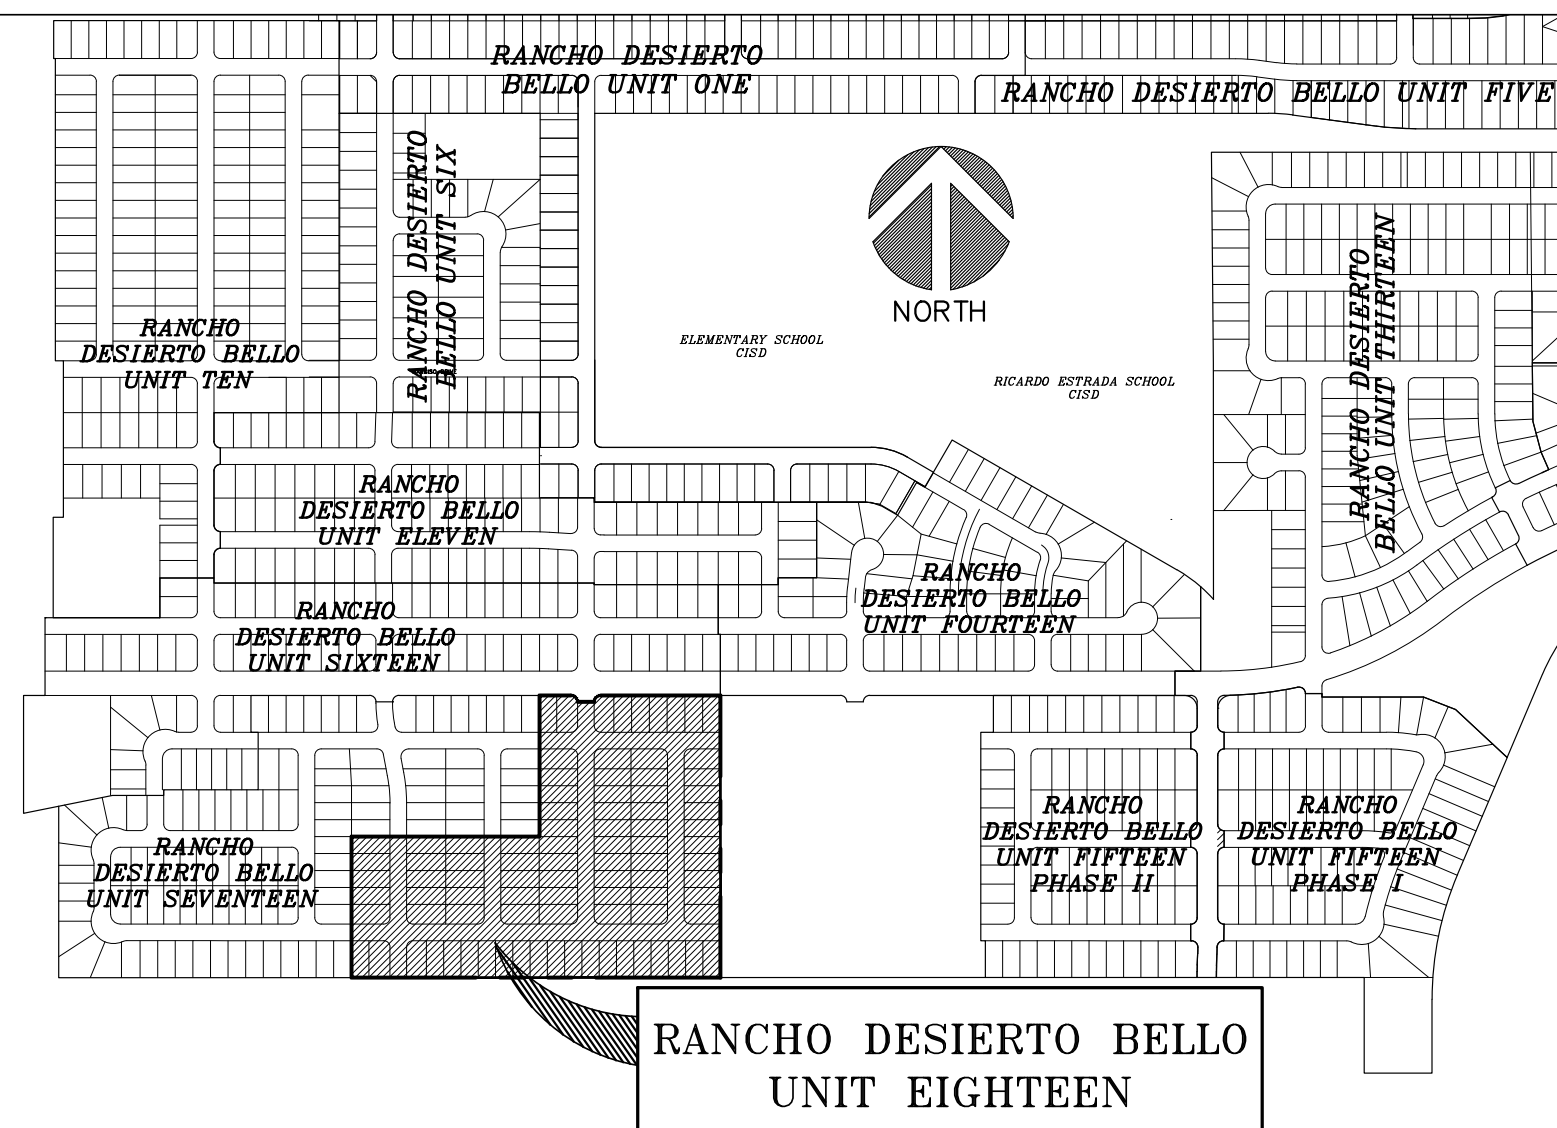 RANCHO DESIERTO
BELLO UNIT ONE
RANCHO DESIERTO BELLO UNIT FIVE
RANCHO DESIERTO
BELLO UNIT SIX
NORTH
RANCHO DESIERTO
BELLO UNIT THIRTEEN
RANCHO
DESIERTO BELLO
UNIT TEN
ELEMENTARY SCHOOL
CISD
RICARDO ESTRADA SCHOOL
CISD
RANCHO
DESIERTO BELLO
UNIT ELEVEN
RANCHO
DESIERTO BELLO
UNIT FOURTEEN
RANCHO
DESIERTO BELLO
UNIT SIXTEEN
RANCHO
DESIERTO BELLO
UNIT SEVENTEEN
RANCHO
DESIERTO BELLO
UNIT FIFTEEN
PHASE II
RANCHO
DESIERTO BELLO
UNIT FIFTEEN
PHASE I
RANCHO DESIERTO BELLO
UNIT EIGHTEEN